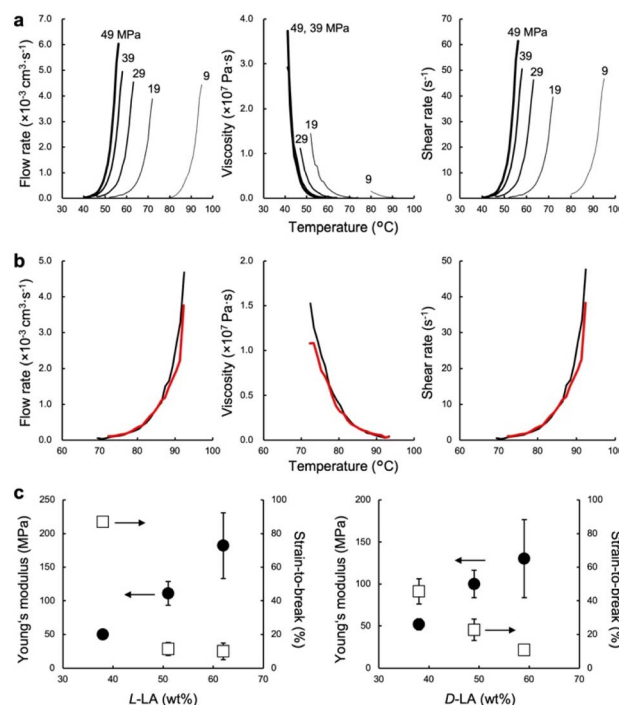 a
Flow rate (×10⁻³ cm³·s⁻¹)
7.0
6.0
5.0
4.0
3.0
2.0
1.0
0.0
49 MPa
39
29
19
9
30 40 50 60 70 80 90 100
Viscosity (×10⁷ Pa·s)
4.0
3.0
2.0
1.0
0.0
49, 39 MPa
19
29
9
30 40 50 60 70 80 90 100
Temperature (°C)
Shear rate (s⁻¹)
70
60
50
40
30
20
10
0
49 MPa
39
29
19
9
30 40 50 60 70 80 90 100
b
Flow rate (×10⁻³ cm³·s⁻¹)
5.0
4.0
3.0
2.0
1.0
0.0
60 70 80 90 100
Viscosity (×10⁷ Pa·s)
2.0
1.5
1.0
0.5
0.0
60 70 80 90 100
Temperature (°C)
Shear rate (s⁻¹)
50
40
30
20
10
0
60 70 80 90 100
c
Young's modulus (MPa)
250
200
150
100
50
0
100
80
60
40
20
0
Strain-to-break (%)
30 40 50 60 70
L-LA (wt%)
Young's modulus (MPa)
200
150
100
50
0
100
80
60
40
20
0
Strain-to-break (%)
30 40 50 60 70
D-LA (wt%)